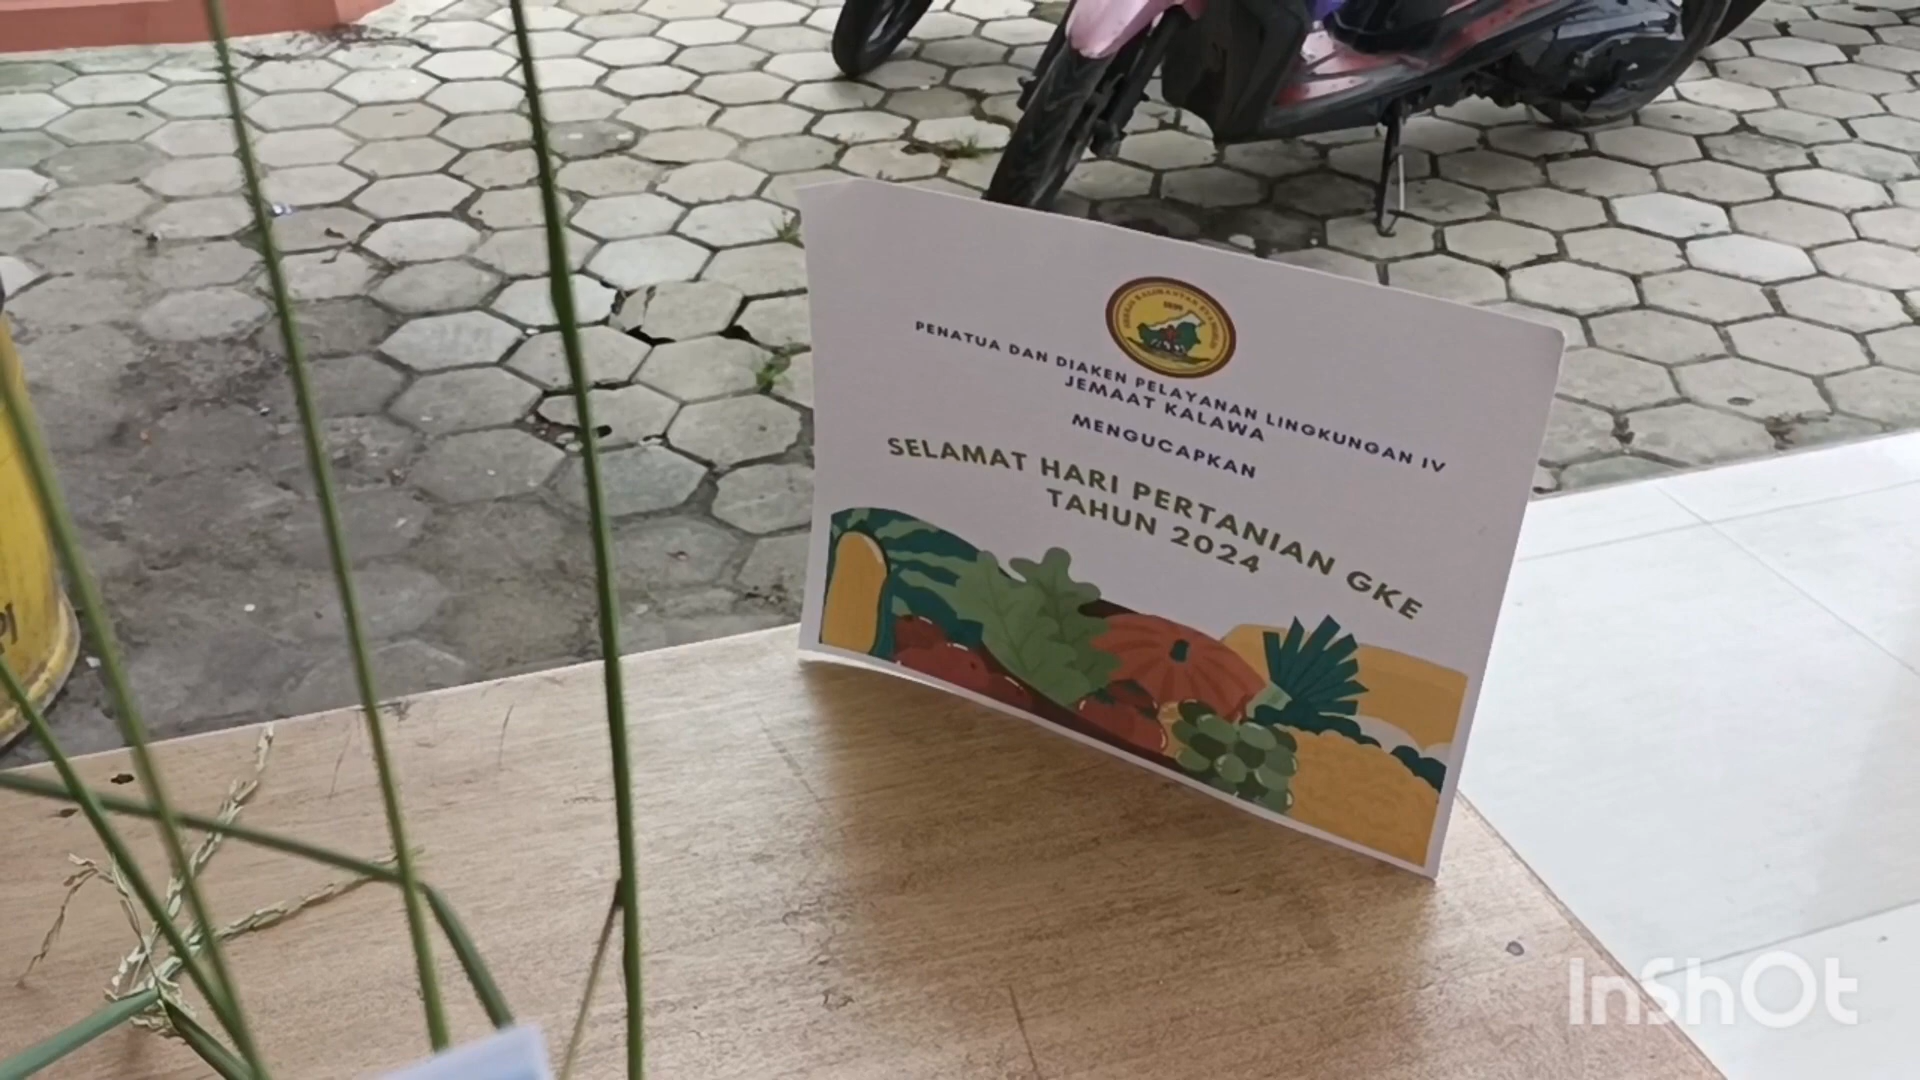 PENATUA DAN DIAKEN PELAYANAN LINGKUNGAN IV
JEMAAT KALAWA
MENGUCAPKAN
SELAMAT HARI PERTANIAN GKE
TAHUN 2024
InShOt